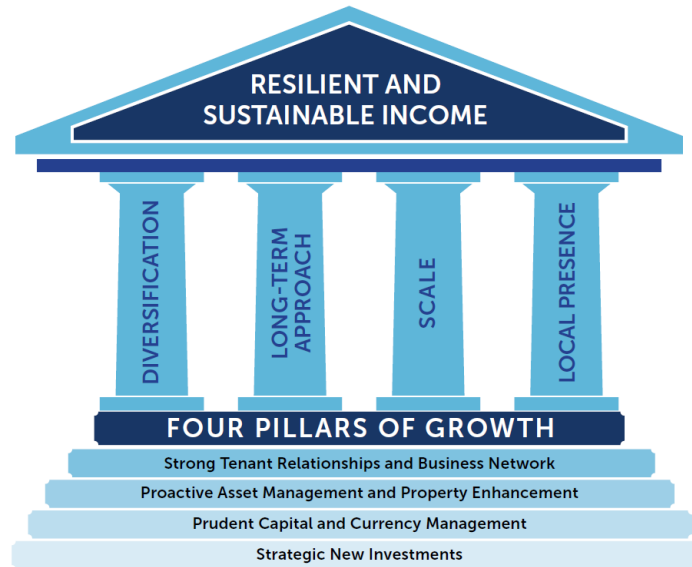 RESILIENT AND
SUSTAINABLE INCOME
DIVERSIFICATION
LONG-TERM
APPROACH
SCALE
LOCAL PRESENCE
FOUR PILLARS OF GROWTH
Strong Tenant Relationships and Business Network
Proactive Asset Management and Property Enhancement
Prudent Capital and Currency Management
Strategic New Investments